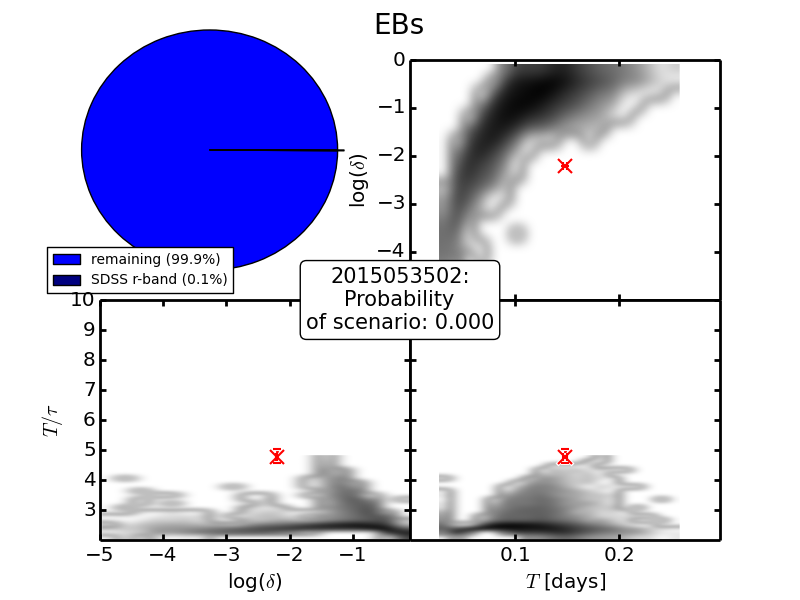 EBs
0
−1
−2
−3
−4
log(δ)
remaining (99.9%)
SDSS r-band (0.1%)
2015053502:
Probability
of scenario: 0.000
10
9
8
7
6
5
4
3
T/τ
−5 −4 −3 −2 −1
log(δ)
0.1 0.2
T [days]